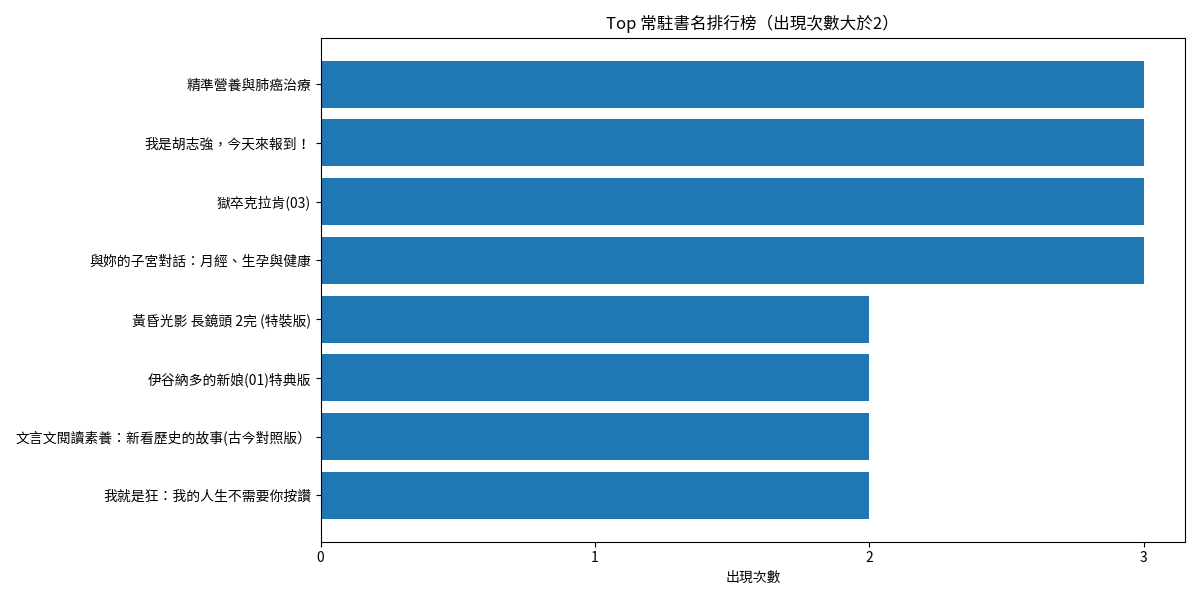 Top 常駐書名排行榜（出現次數大於2）
精準營養與肺癌治療
我是胡志強，今天來報到！
獄卒克拉肯(03)
與妳的子宮對話：月經、生孕與健康
黃昏光影 長鏡頭 2完 (特裝版)
伊谷納多的新娘(01)特典版
文言文閱讀素養：新看歷史的故事(古今對照版）
我就是狂：我的人生不需要你按讚
0 1 2 3
出現次數